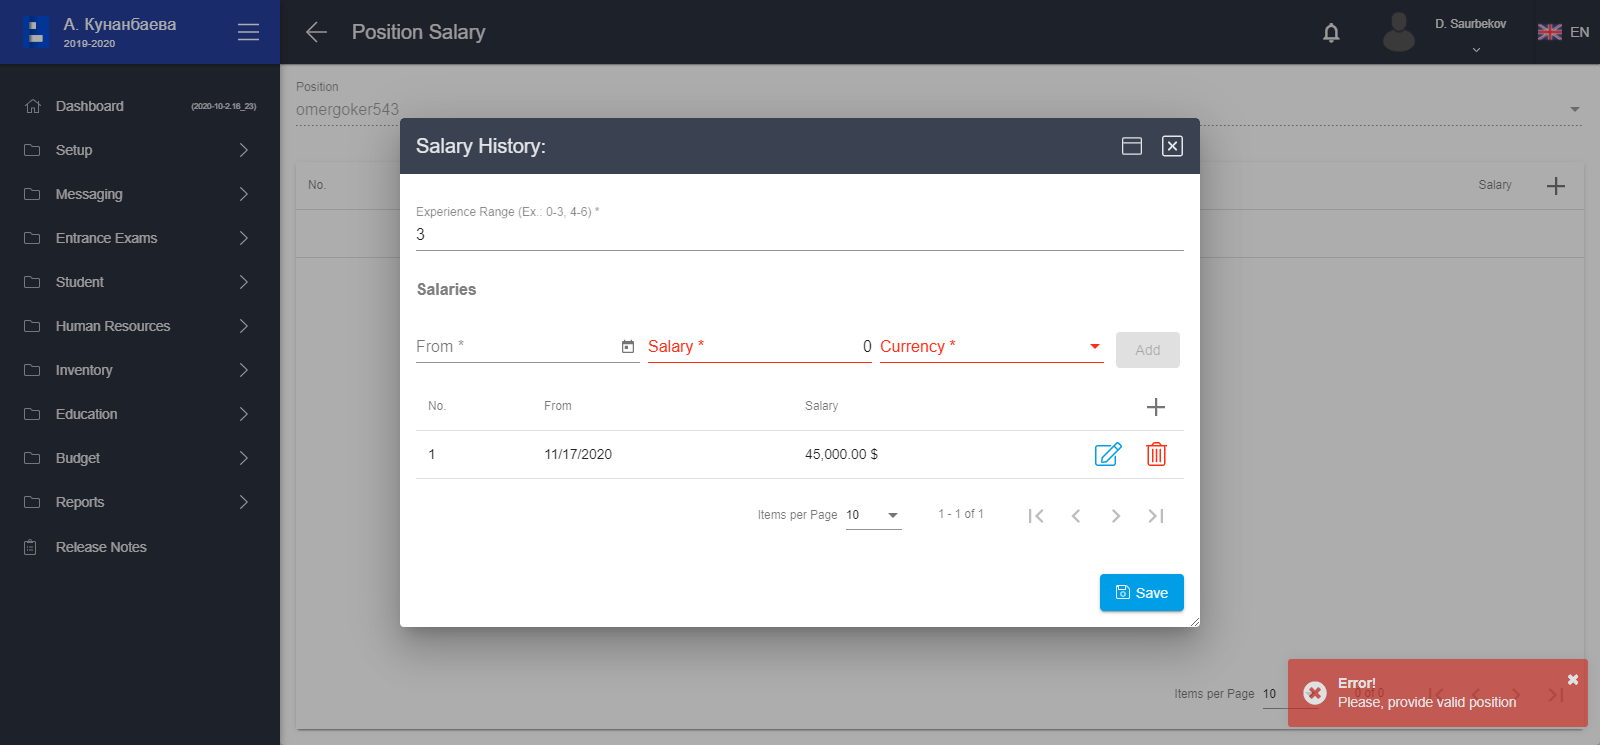 А. Кунанбаева
2019-2020
Position Salary
D. Saurbekov
EN
Dashboard
(2020-10-2.16_23)
Setup
Messaging
Entrance Exams
Student
Human Resources
Inventory
Education
Budget
Reports
Release Notes
Position
omergoker543
No.
Salary
Salary History:
Experience Range (Ex.: 0-3, 4-6) *
3
Salaries
From *
Salary *
0
Currency *
Add
No.
From
Salary
1
11/17/2020
45,000.00 $
Items per Page
10
1 - 1 of 1
Save
Items per Page
10
0 of 0
Error!
Please, provide valid position